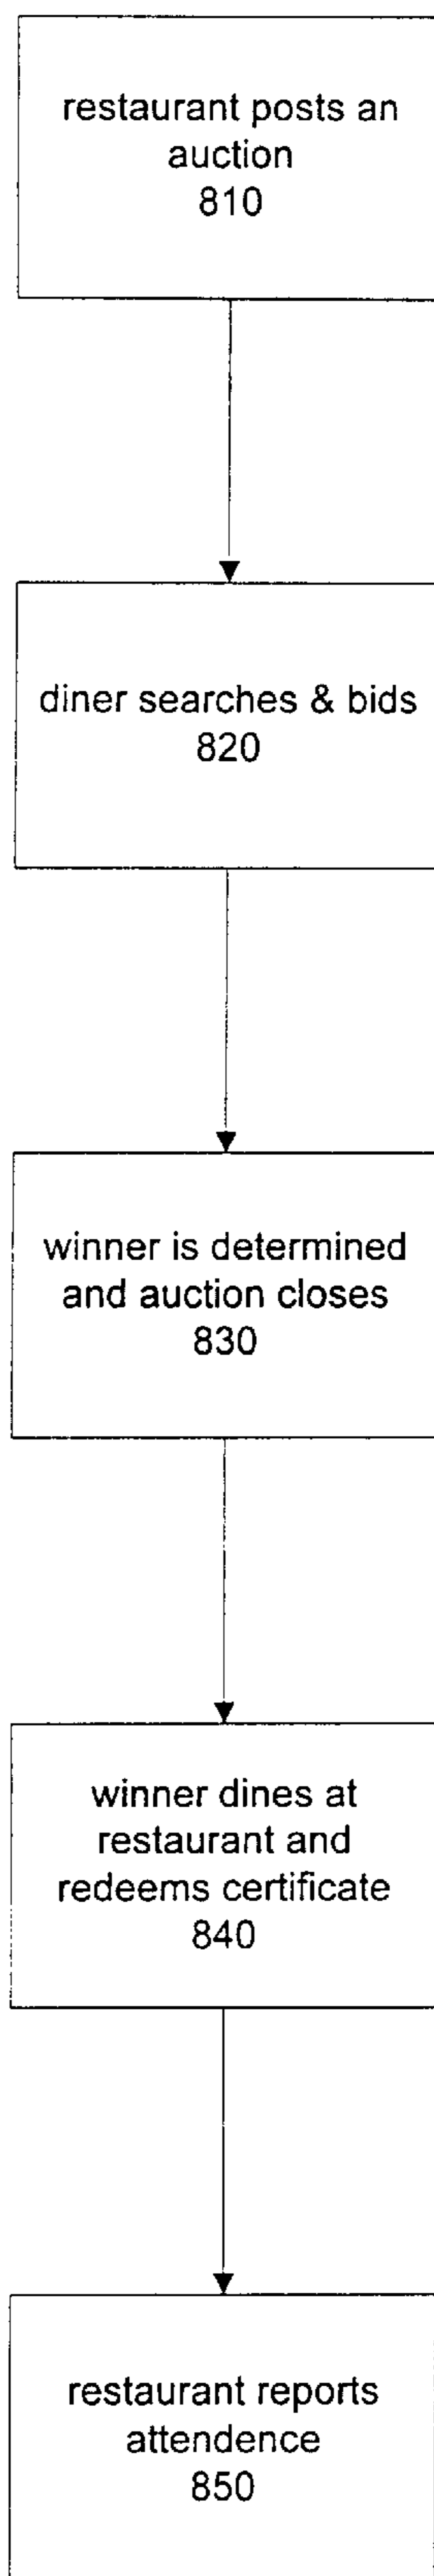 restaurant posts an
auction
810
diner searches & bids
820
winner is determined
and auction closes
830
winner dines at
restaurant and
redeems certificate
840
restaurant reports
attendence
850